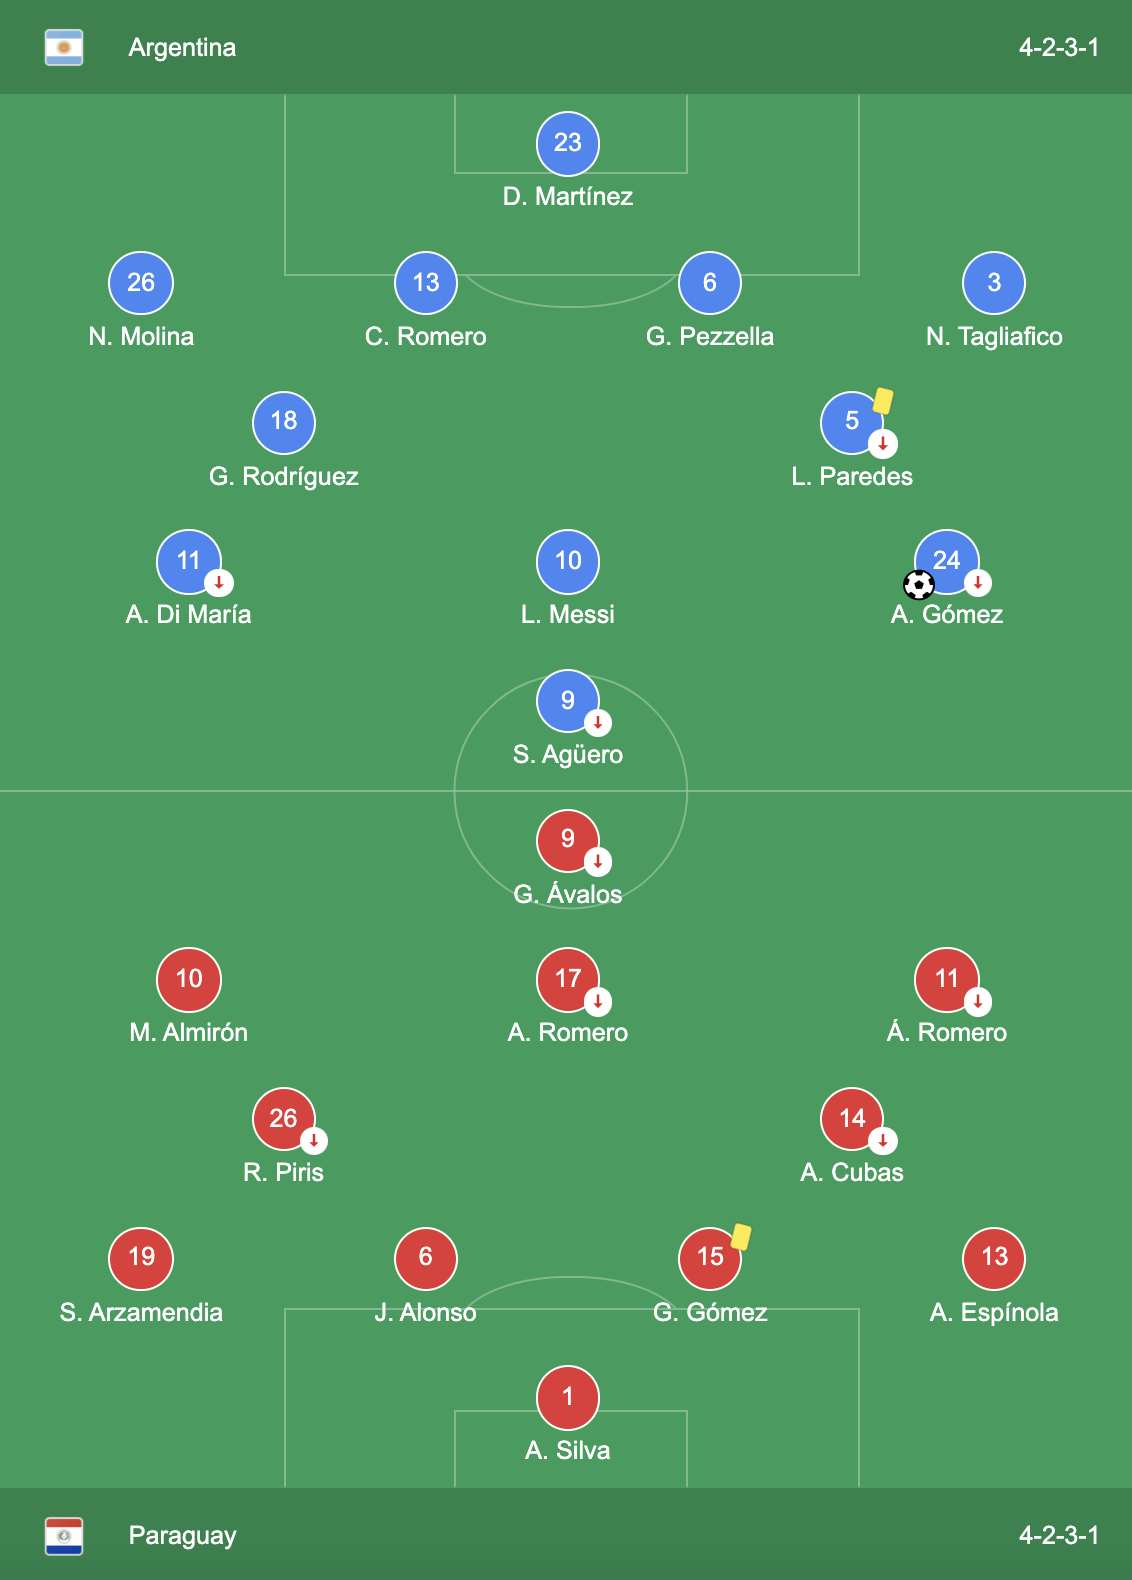 Argentina 4-2-3-1
23
D. Martínez
26 13 6 3
N. Molina C. Romero G. Pezzella N. Tagliafico
18 5
G. Rodríguez L. Paredes
11 10 24
A. Di María L. Messi A. Gómez
9
S. Agüero
9
G. Ávalos
10 17 11
M. Almirón A. Romero Á. Romero
26 14
R. Piris A. Cubas
19 6 15 13
S. Arzamendia J. Alonso G. Gómez A. Espínola
1
A. Silva
Paraguay 4-2-3-1